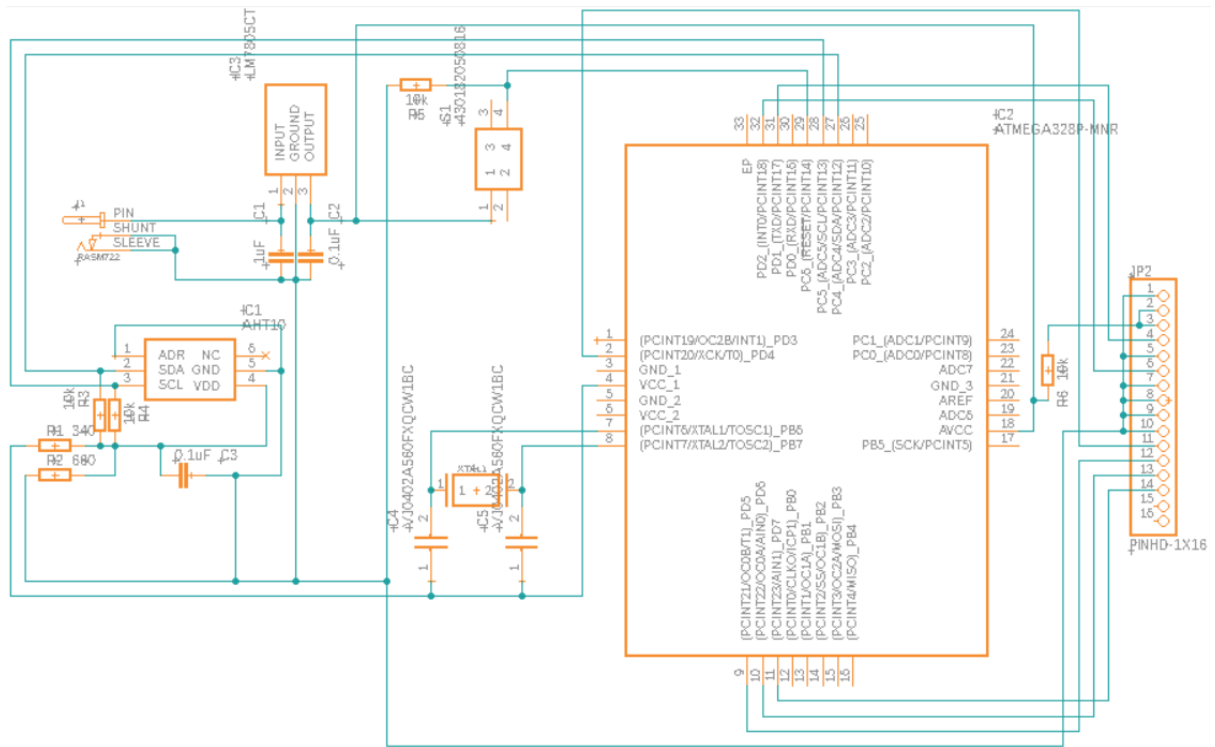 IC3
LM7805CT
INPUT
GROUND
OUTPUT
1 2 3
J1
PIN
SHUNT
SLEEVE
RASM722
C1
1uF
C2
0.1uF
10k
R5
S1
430182050816
3 4
3 4
1 2
1 2
IC1
AHT10
1 ADR NC 6
2 SDA GND 5
3 SCL VDD 4
10k
R3
10k
R4
R1 340
R2 660
0.1uF C3
C4
VJ0402A560FXQCW1BC
XTAL1
1 1 2 2
C5
VJ0402A560FXQCW1BC
2 2
1 1
IC2
ATMEGA328P-MNR
33 EP
32 PD2_(INT0/PCINT18)
31 PD1_(TXD/PCINT17)
30 PD0_(RXD/PCINT16)
29 PC6_(RESET/PCINT14)
28 PC5_(ADC5/SCL/PCINT13)
27 PC4_(ADC4/SDA/PCINT12)
26 PC3_(ADC3/PCINT11)
25 PC2_(ADC2/PCINT10)
1 (PCINT19/OC2B/INT1)_PD3
2 (PCINT20/XCK/T0)_PD4
3 GND_1
4 VCC_1
5 GND_2
6 VCC_2
7 (PCINT6/XTAL1/TOSC1)_PB6
8 (PCINT7/XTAL2/TOSC2)_PB7
PC1_(ADC1/PCINT9) 24
PC0_(ADC0/PCINT8) 23
ADC7 22
GND_3 21
AREF 20
ADC6 19
AVCC 18
PB5_(SCK/PCINT5) 17
9 (PCINT21/OC0B/T1)_PD5
10 (PCINT22/OC0A/AIN0)_PD6
11 (PCINT23/AIN1)_PD7
12 (PCINT0/CLKO/ICP1)_PB0
13 (PCINT1/OC1A)_PB1
14 (PCINT2/SS/OC1B)_PB2
15 (PCINT3/OC2A/MOSI)_PB3
16 (PCINT4/MISO)_PB4
10k
R6
JP2
1
2
3
4
5
6
7
8
9
10
11
12
13
14
15
16
PINHD-1X16